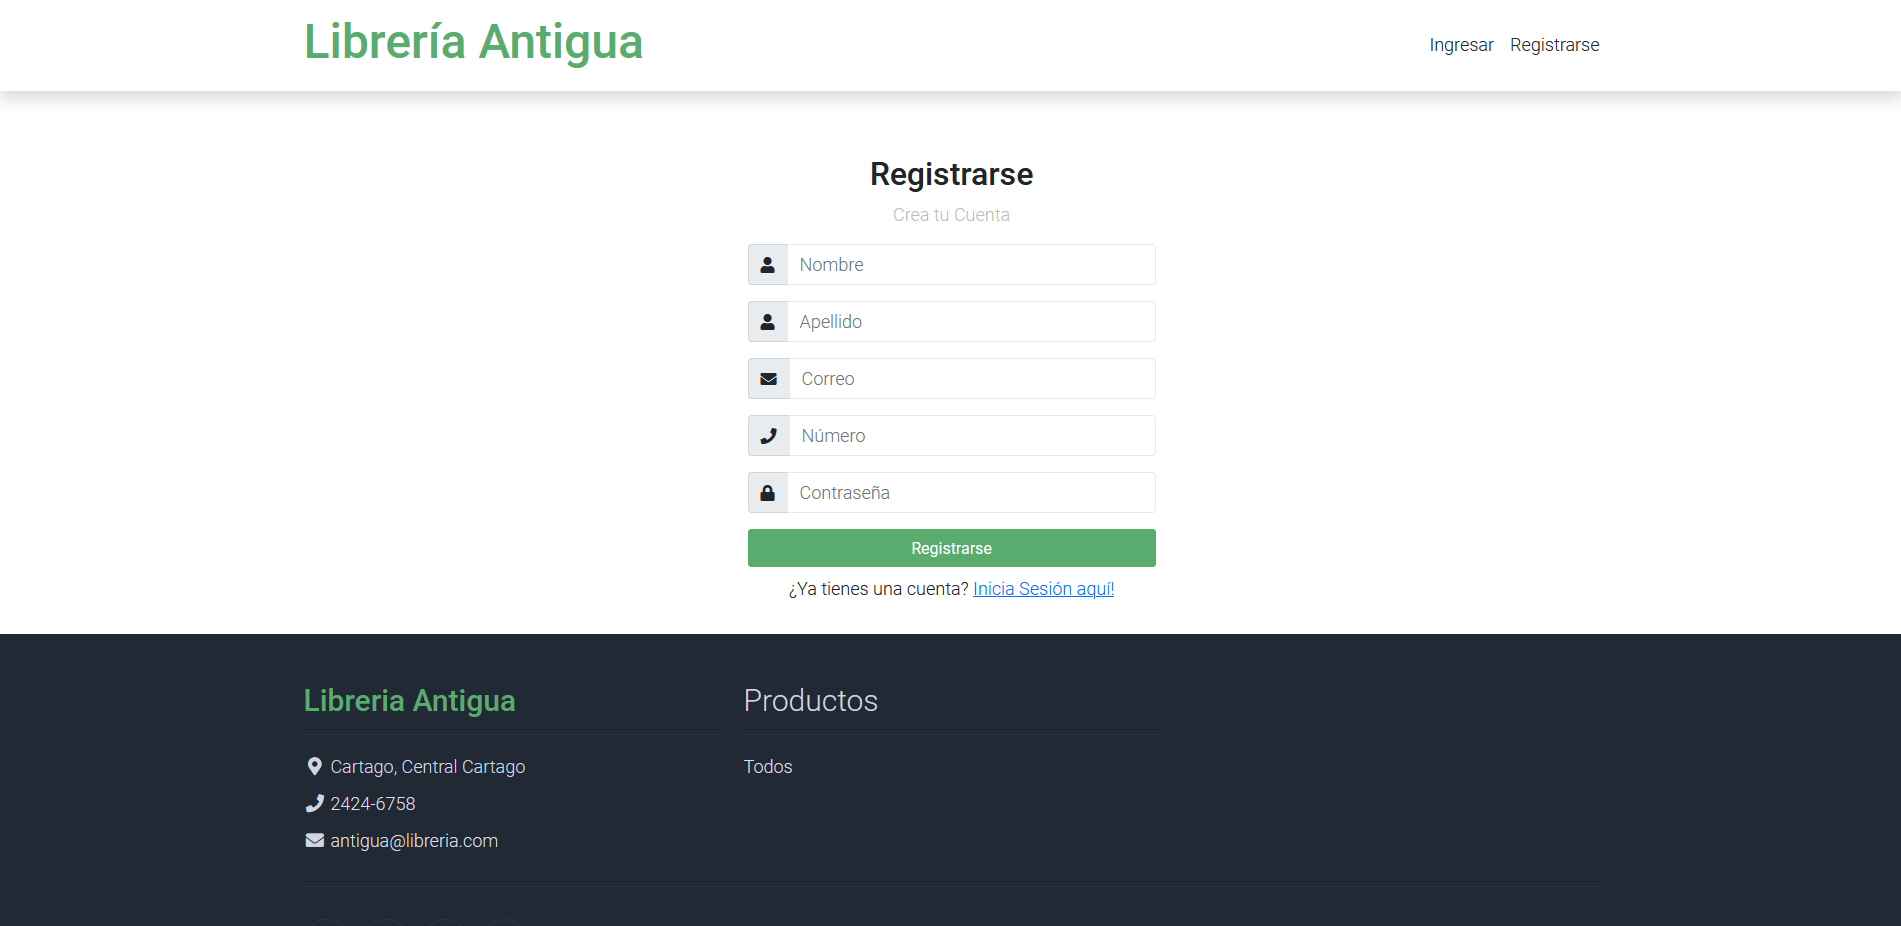 Librería Antigua
Ingresar Registrarse
Registrarse
Crea tu Cuenta
Nombre
Apellido
Correo
Número
Contraseña
Registrarse
¿Ya tienes una cuenta? Inicia Sesión aquí!
Libreria Antigua
Cartago, Central Cartago
2424-6758
antigua@libreria.com
Productos
Todos